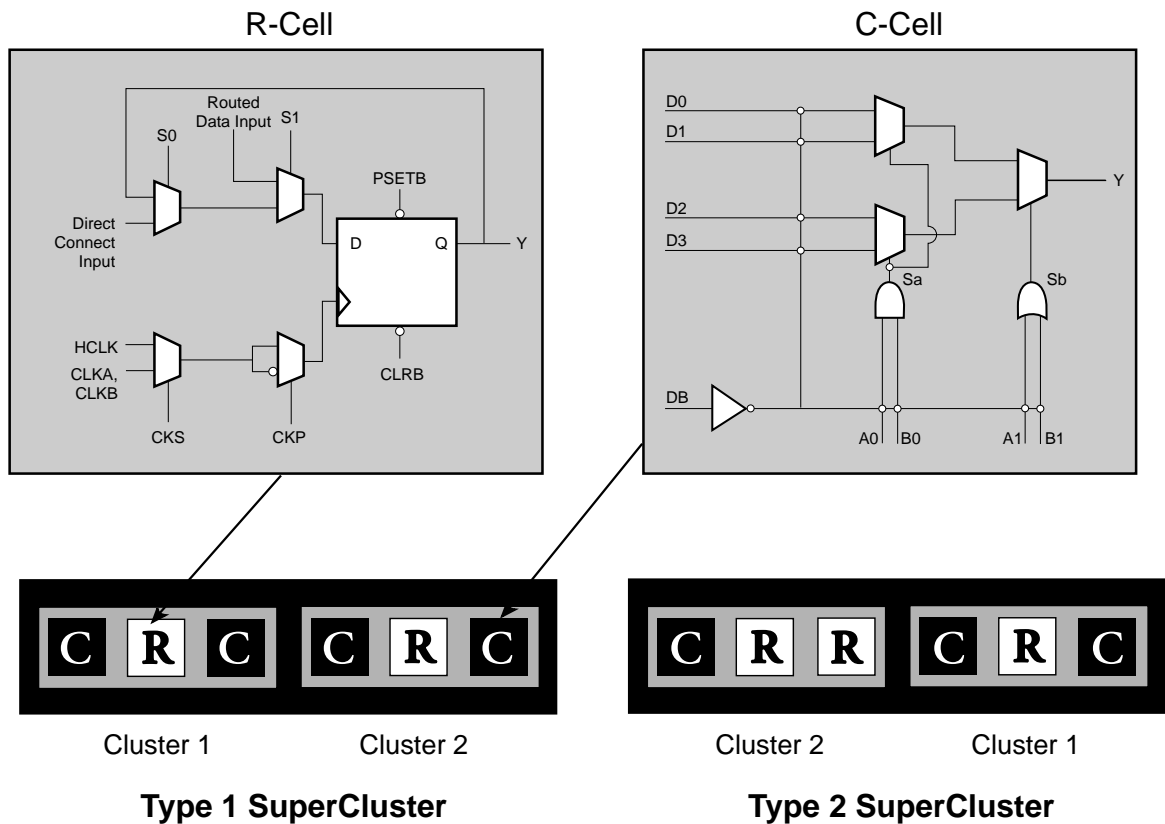 R-Cell
Routed
Data Input
S1
S0
PSETB
Direct
Connect
Input
D
Q
Y
HCLK
CLKA,
CLKB
CLRB
CKS
CKP
C-Cell
D0
D1
Y
D2
D3
Sa
Sb
DB
A0
B0
A1
B1
C
R
C
C
R
C
Cluster 1
Cluster 2
Type 1 SuperCluster
C
R
R
C
R
C
Cluster 2
Cluster 1
Type 2 SuperCluster